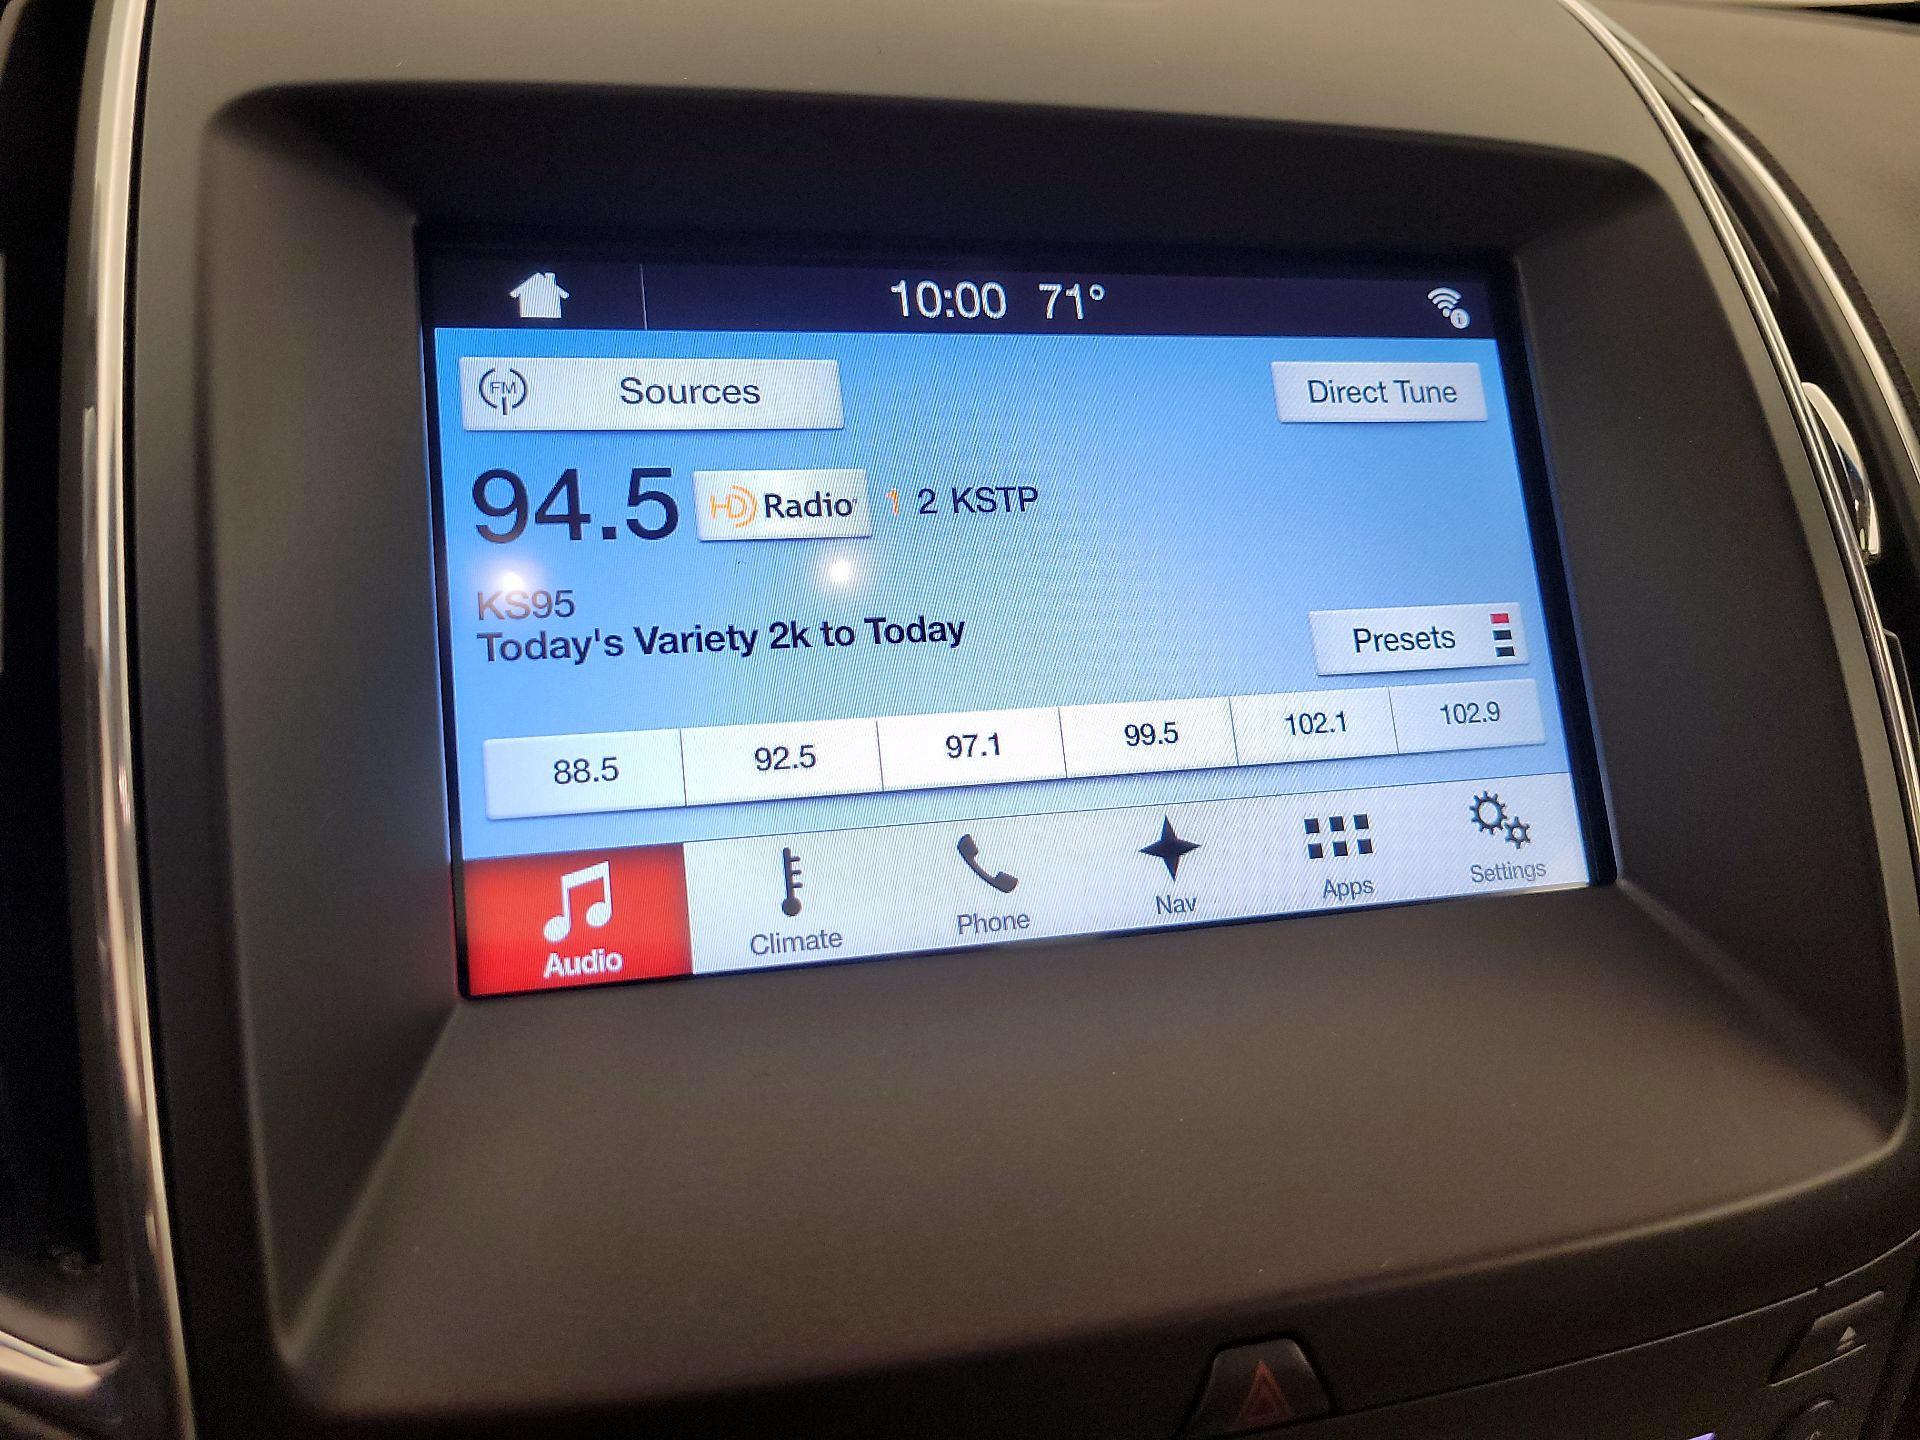 10:00 71°
FM Sources
Direct Tune
94.5 HD Radio 1 2 KSTP
KS95
Today's Variety 2k to Today
Presets
88.5 92.5 97.1 99.5 102.1 102.9
Audio Climate Phone Nav Apps Settings